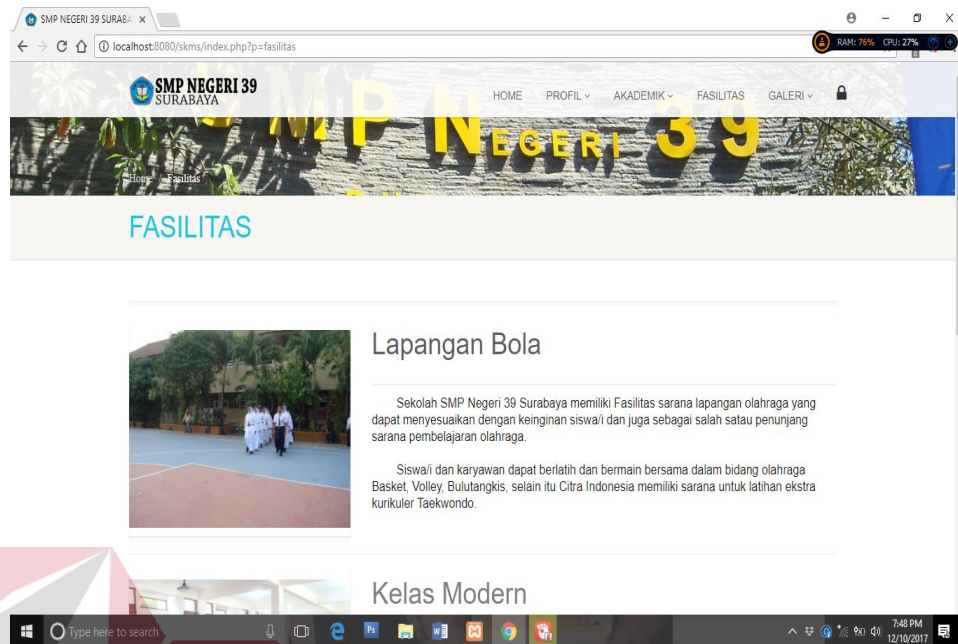 SMP NEGERI 39 SURABA
localhost:8080/skms/index.php?p=fasilitas
RAM: 76% CPU: 27%
SMP NEGERI 39
SURABAYA
HOME PROFIL AKADEMIK FASILITAS GALERI
SMP NEGERI 39
Home / Fasilitas
FASILITAS
Lapangan Bola
Sekolah SMP Negeri 39 Surabaya memiliki Fasilitas sarana lapangan olahraga yang
dapat menyesuaikan dengan keinginan siswa/i dan juga sebagai salah satau penunjang
sarana pembelajaran olahraga.
Siswa/i dan karyawan dapat berlatih dan bermain bersama dalam bidang olahraga
Basket, Volley, Bulutangkis, selain itu Citra Indonesia memiliki sarana untuk latihan ekstra
kurikuler Taekwondo.
Kelas Modern
Type here to search
7:48 PM
12/10/2017